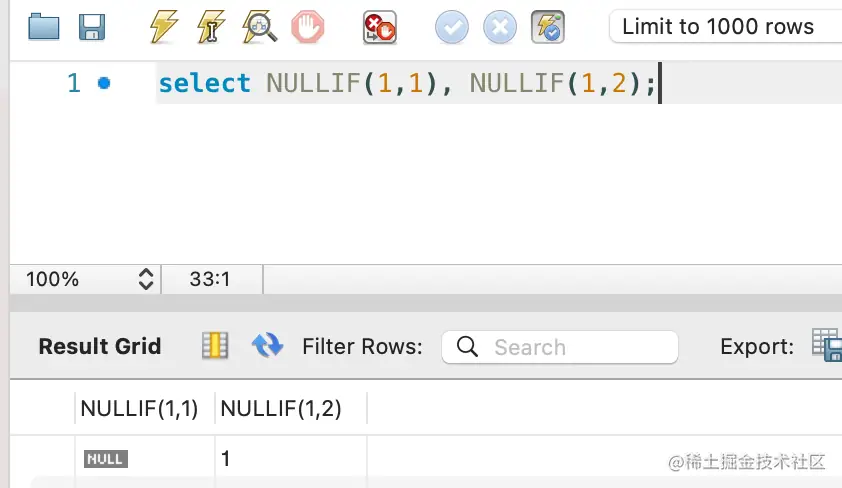 Limit to 1000 rows
1 select NULLIF(1,1), NULLIF(1,2);
100% 33:1
Result Grid Filter Rows: Search Export:
NULLIF(1,1) NULLIF(1,2)
NULL 1
@稀土掘金技术社区